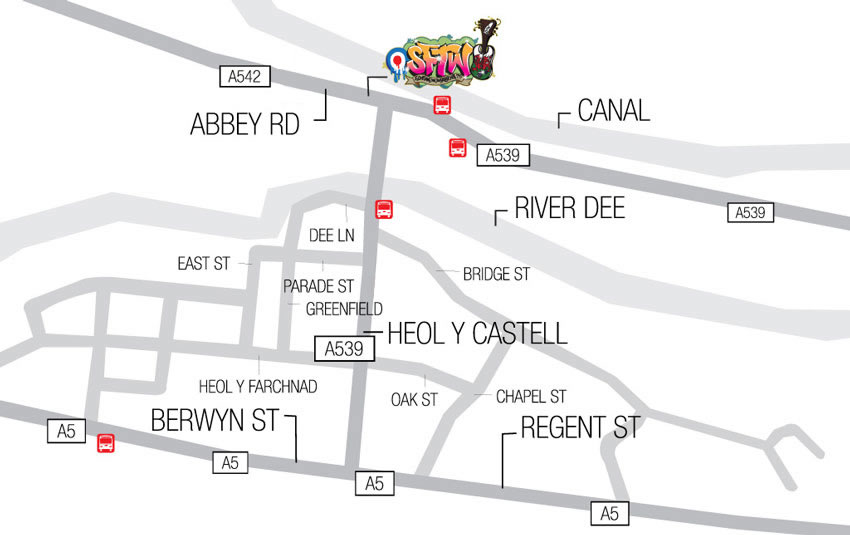 SFTW
A542
ABBEY RD
CANAL
A539
A539
RIVER DEE
DEE LN
EAST ST
BRIDGE ST
PARADE ST
GREENFIELD
HEOL Y CASTELL
A539
HEOL Y FARCHNAD
OAK ST
CHAPEL ST
BERWYN ST
REGENT ST
A5
A5
A5
A5